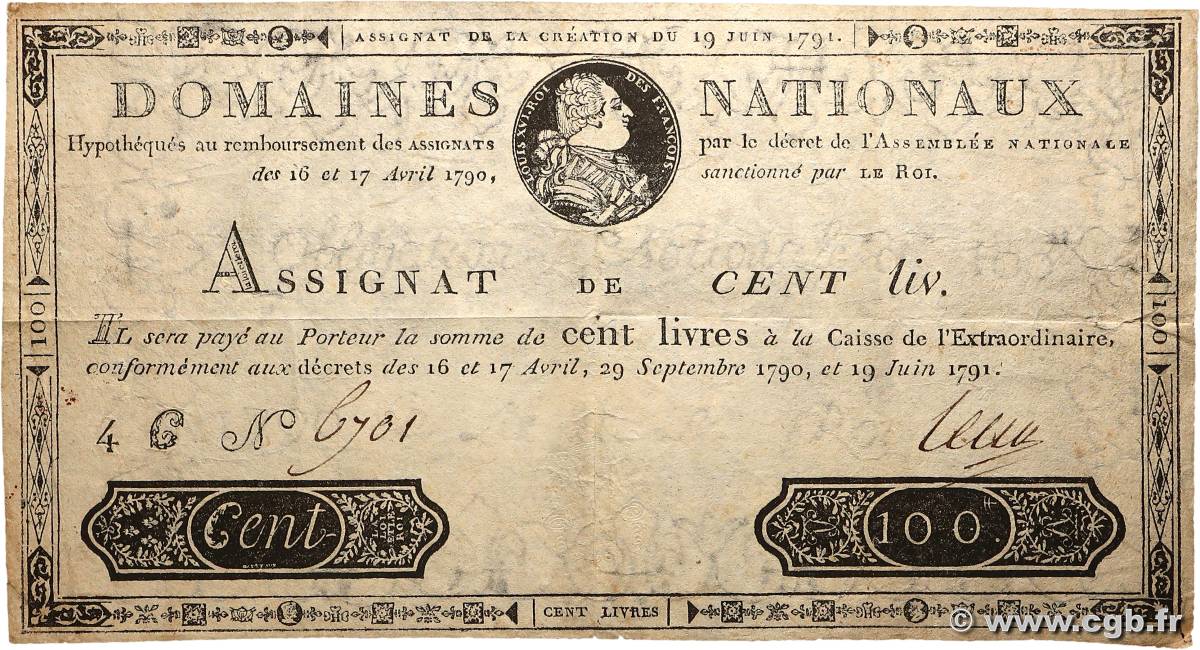 ASSIGNAT DE LA CRÉATION DU 19 JUIN 1791.
DOMAINES NATIONAUX
LOUIS XVI ROI DES FRANÇOIS
Hypothéqués au remboursement des ASSIGNATS par le décret de l'ASSEMBLÉE NATIONALE
des 16 et 17 Avril 1790, sanctionné par LE ROI.
ASSIGNAT DE CENT liv.
IL sera payé au Porteur la somme de cent livres à la Caisse de l'Extraordinaire,
conformément aux décrets des 16 et 17 Avril, 29 Septembre 1790, et 19 Juin 1791.
100
100
4 C No 6701
Cent
LA LOI ET LE ROI
100.
CENT LIVRES
© www.cgb.fr